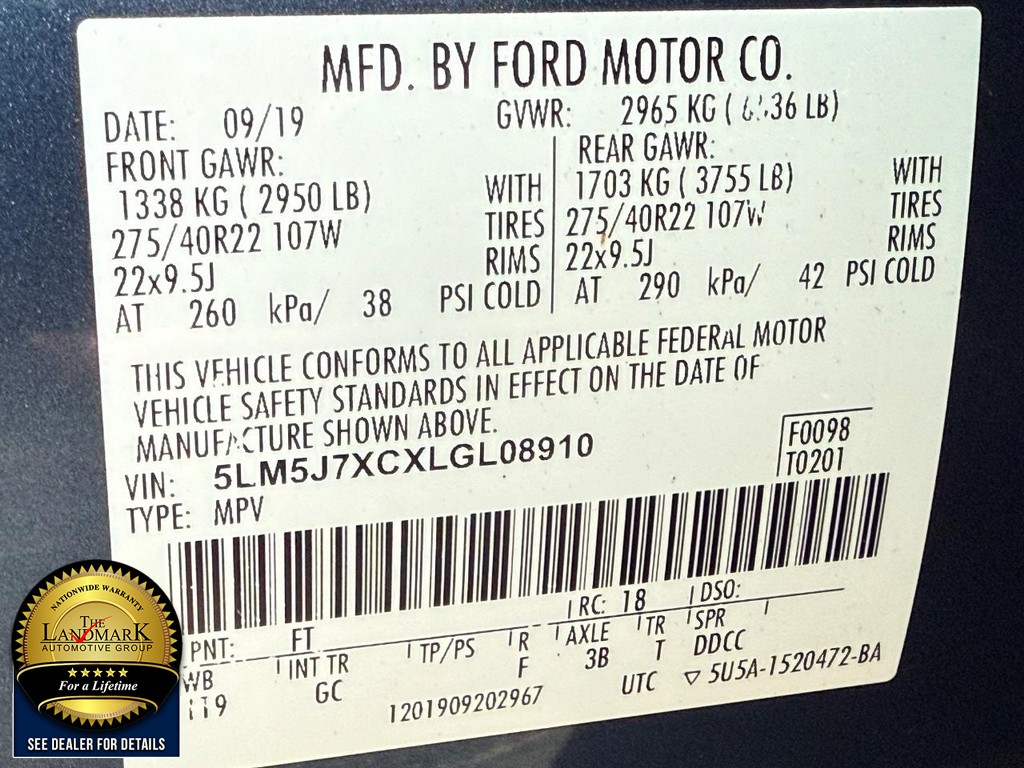 MFD. BY FORD MOTOR CO.
DATE: 09/19 GVWR: 2965 KG
FRONT GAWR: REAR GAWR:
1338 KG ( 2950 LB) WITH 1703 KG ( 3755 LB) WITH
275/40R22 107W TIRES 275/40R22 107W TIRES
22x9.5J RIMS 22x9.5J RIMS
AT 260 kPa/ 38 PSI COLD AT 290 kPa/ 42 PSI COLD
THIS VEHICLE CONFORMS TO ALL APPLICABLE FEDERAL MOTOR
VEHICLE SAFETY STANDARDS IN EFFECT ON THE DATE OF
MANUFACTURE SHOWN ABOVE.
VIN: 5LM5J7XCXLGL08910
F0098
T0201
TYPE: MPV
PNT: FT RC: 18 DSO:
WB INT TR TP/PS R AXLE TR SPR
GC F 3B T DDCC
1201909202967 UTC ▽ 5U5A-1520472-BA
NATIONWIDE WARRANTY
THE
LANDMARK
AUTOMOTIVE GROUP
For a Lifetime
SEE DEALER FOR DETAILS